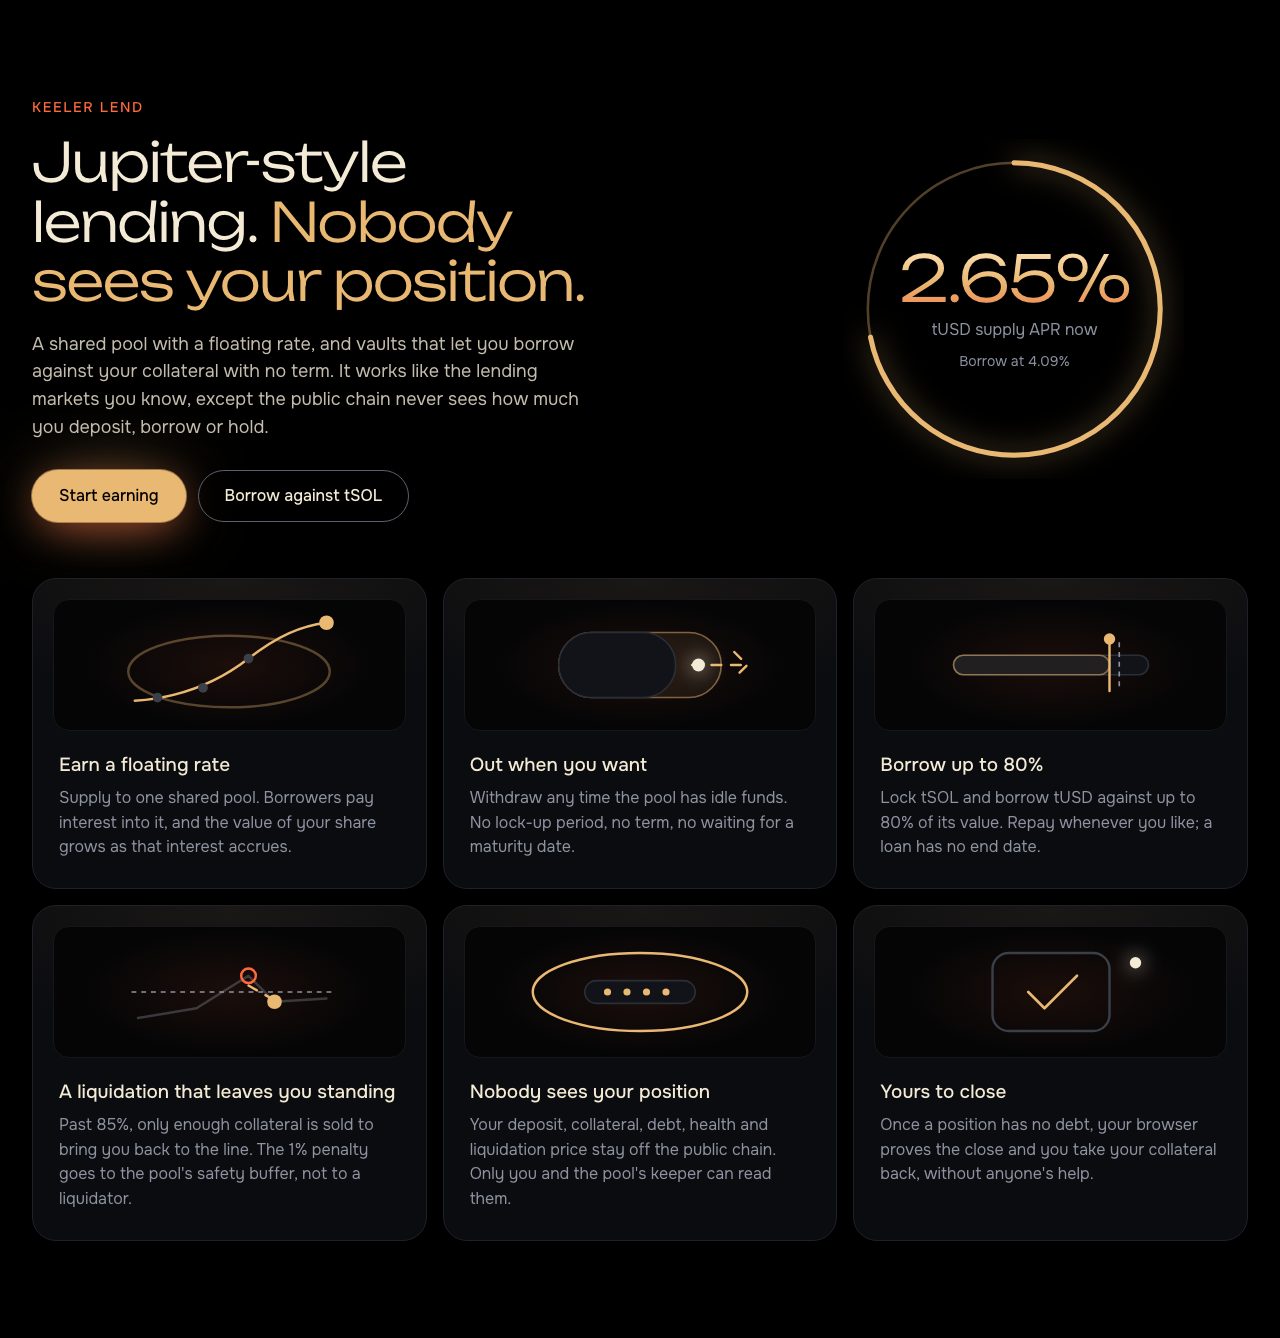 KEELER LEND
Jupiter-style
lending. Nobody
sees your position.
A shared pool with a floating rate, and vaults that let you borrow
against your collateral with no term. It works like the lending
markets you know, except the public chain never sees how much
you deposit, borrow or hold.
Start earning
Borrow against tSOL
2.65%
tUSD supply APR now
Borrow at 4.09%
Earn a floating rate
Supply to one shared pool. Borrowers pay
interest into it, and the value of your share
grows as that interest accrues.
Out when you want
Withdraw any time the pool has idle funds.
No lock-up period, no term, no waiting for a
maturity date.
Borrow up to 80%
Lock tSOL and borrow tUSD against up to
80% of its value. Repay whenever you like; a
loan has no end date.
A liquidation that leaves you standing
Past 85%, only enough collateral is sold to
bring you back to the line. The 1% penalty
goes to the pool's safety buffer, not to a
liquidator.
Nobody sees your position
Your deposit, collateral, debt, health and
liquidation price stay off the public chain.
Only you and the pool's keeper can read
them.
Yours to close
Once a position has no debt, your browser
proves the close and you take your collateral
back, without anyone's help.